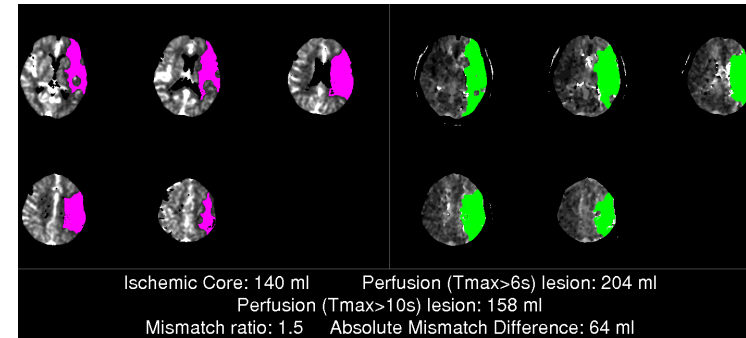 Ischemic Core: 140 ml Perfusion (Tmax>6s) lesion: 204 ml
Perfusion (Tmax>10s) lesion: 158 ml
Mismatch ratio: 1.5 Absolute Mismatch Difference: 64 ml